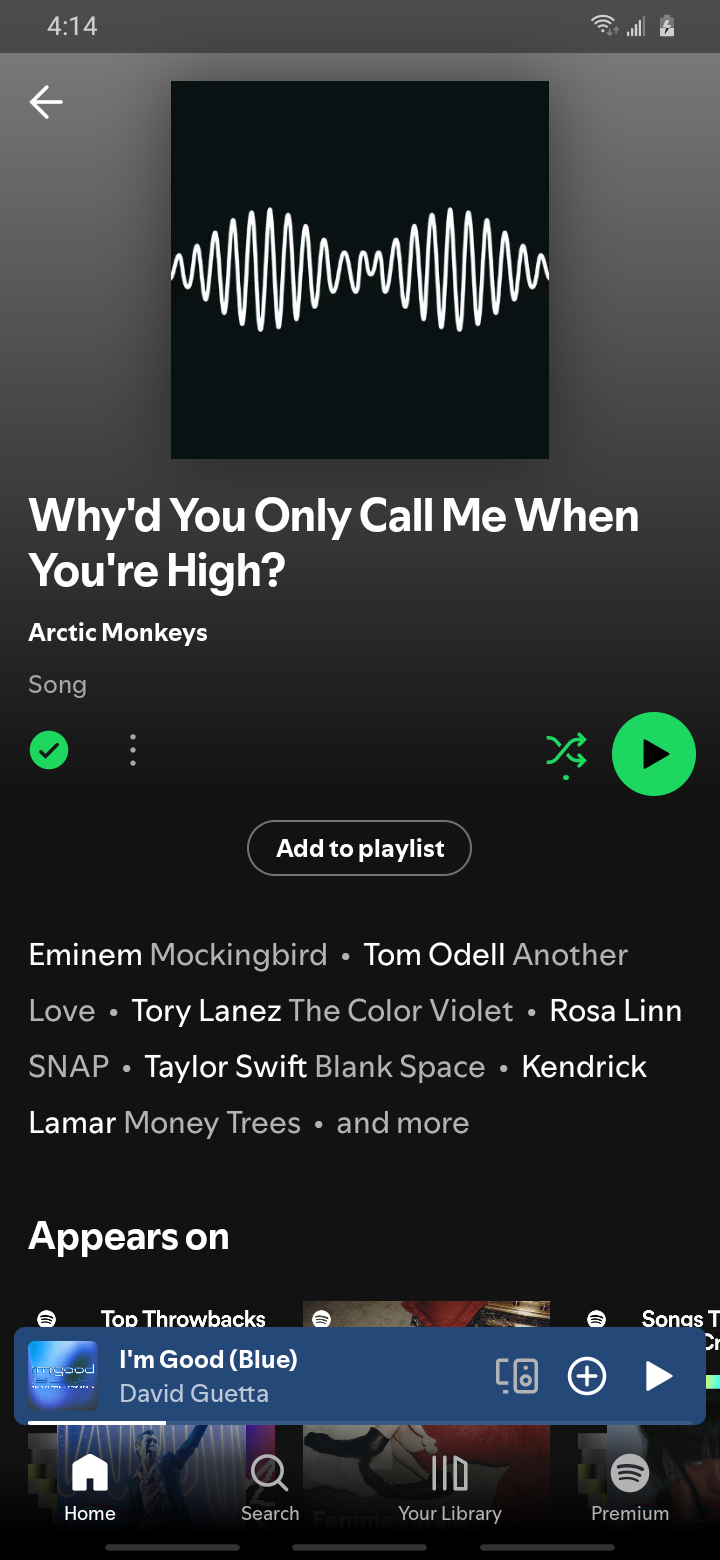 4:14
Why'd You Only Call Me When
You're High?
Arctic Monkeys
Song
Add to playlist
Eminem Mockingbird • Tom Odell Another
Love • Tory Lanez The Color Violet • Rosa Linn
SNAP • Taylor Swift Blank Space • Kendrick
Lamar Money Trees • and more
Appears on
Top Throwbacks
Songs T
I'm Good (Blue)
David Guetta
Home
Search
Your Library
Premium